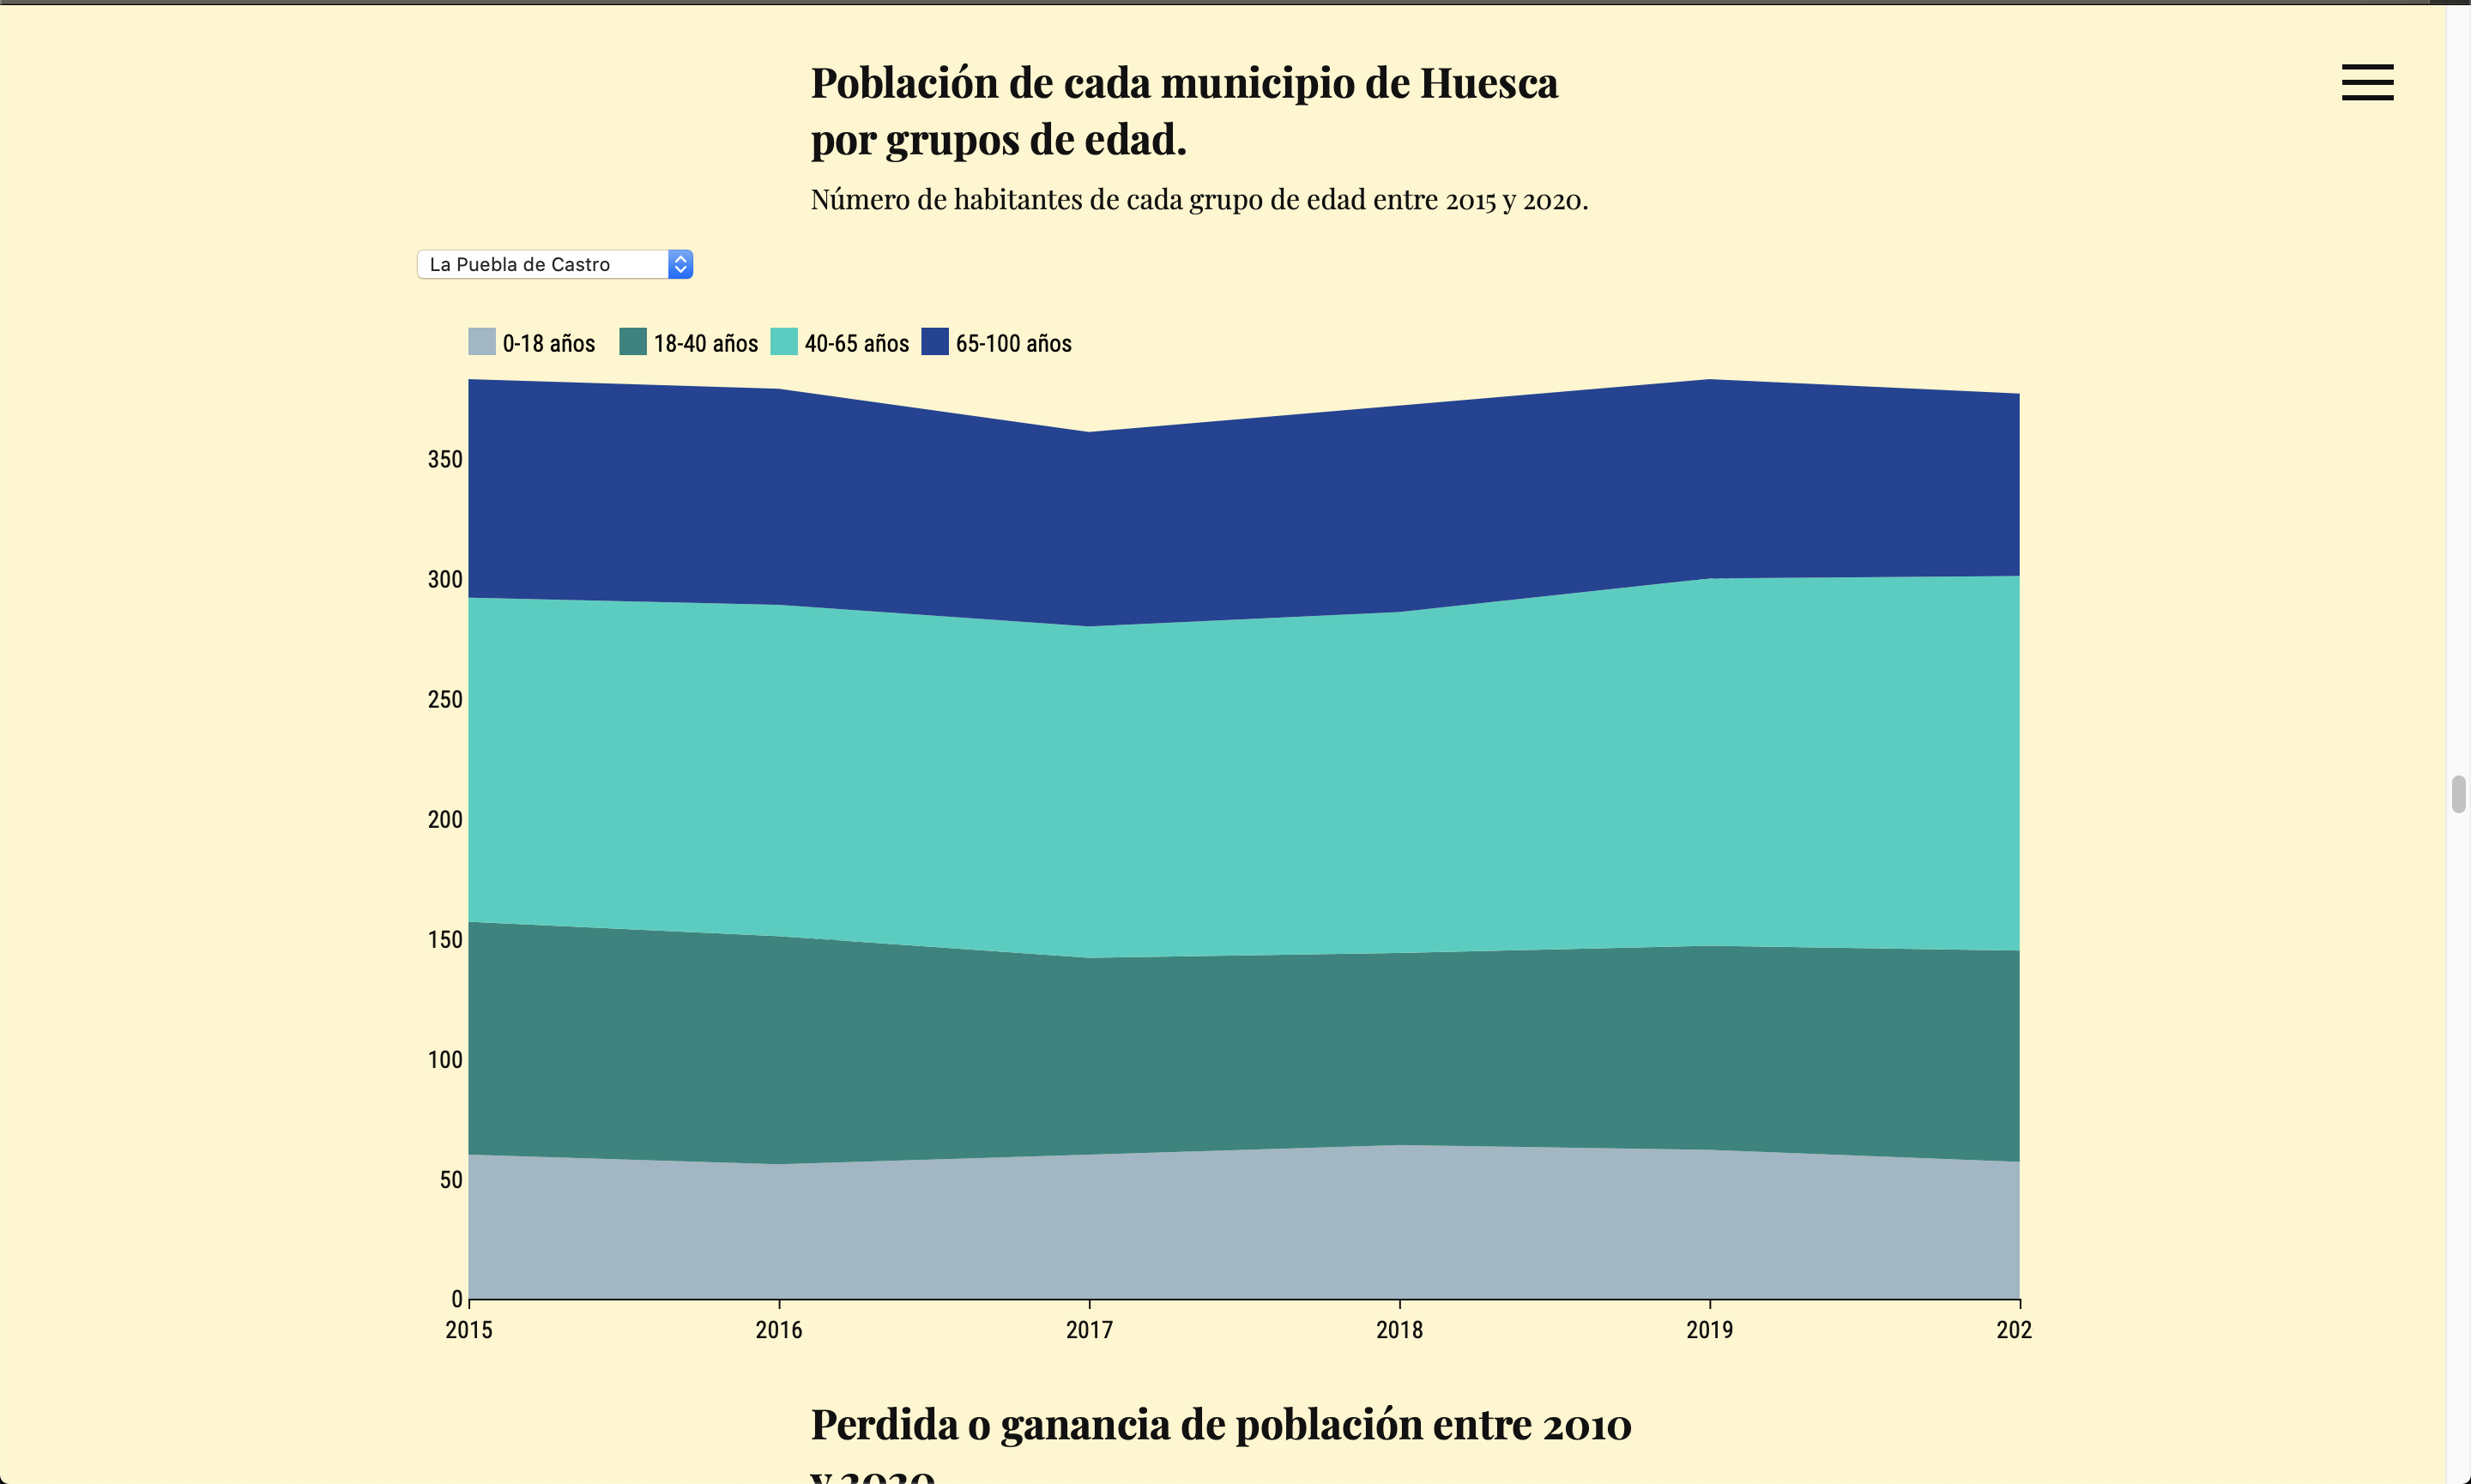 Población de cada municipio de Huesca
por grupos de edad.
Número de habitantes de cada grupo de edad entre 2015 y 2020.
La Puebla de Castro
0-18 años 18-40 años 40-65 años 65-100 años
350
300
250
200
150
100
50
0
2015 2016 2017 2018 2019 202
Perdida o ganancia de población entre 2010
y 2020